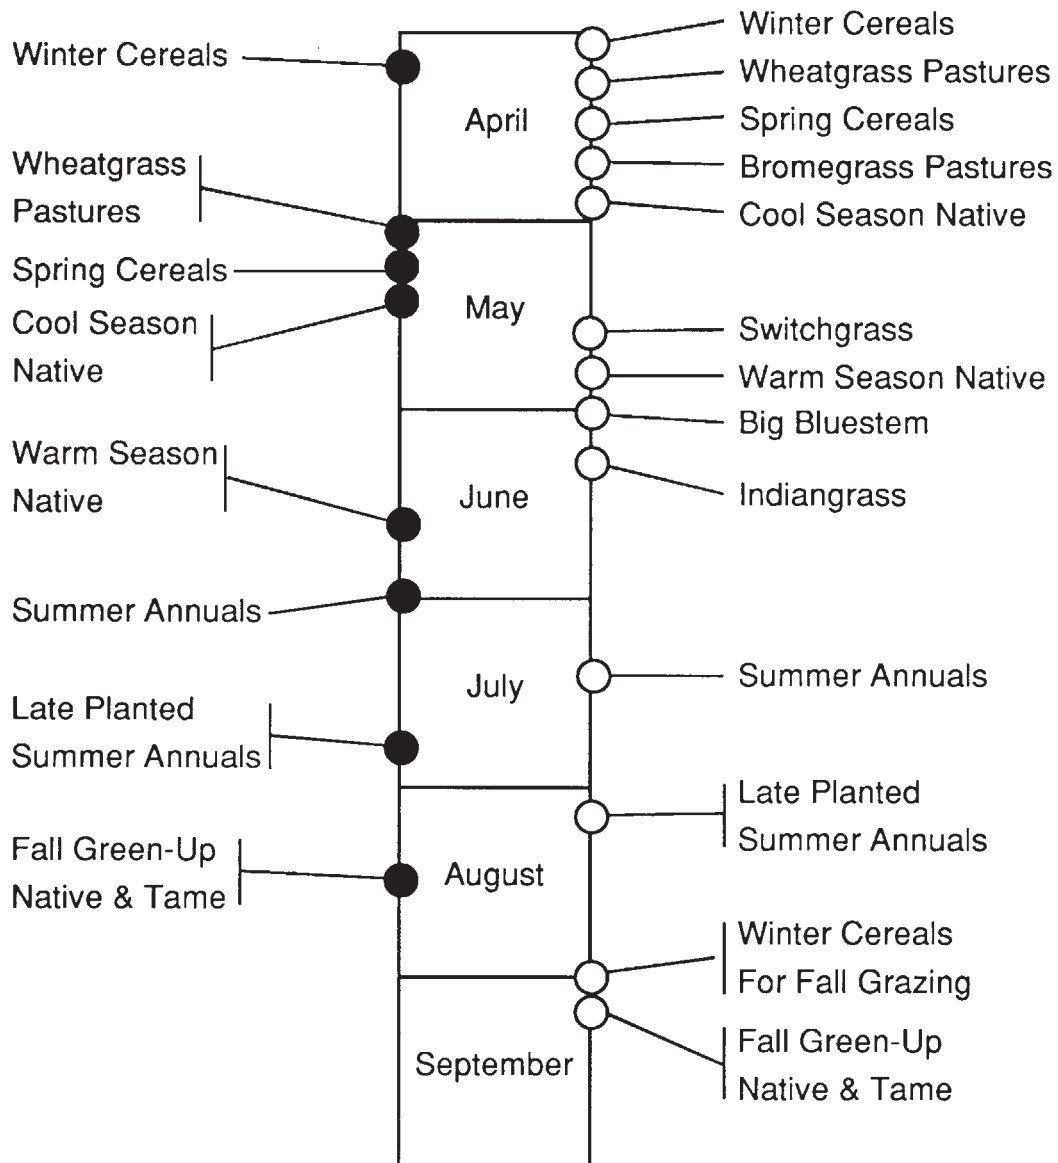 Winter Cereals
Wheatgrass
Pastures
Spring Cereals
Cool Season
Native
Warm Season
Native
Summer Annuals
Late Planted
Summer Annuals
Fall Green-Up
Native & Tame
April
May
June
July
August
September
Winter Cereals
Wheatgrass Pastures
Spring Cereals
Bromegrass Pastures
Cool Season Native
Switchgrass
Warm Season Native
Big Bluestem
Indiangrass
Summer Annuals
Late Planted
Summer Annuals
Winter Cereals
For Fall Grazing
Fall Green-Up
Native & Tame